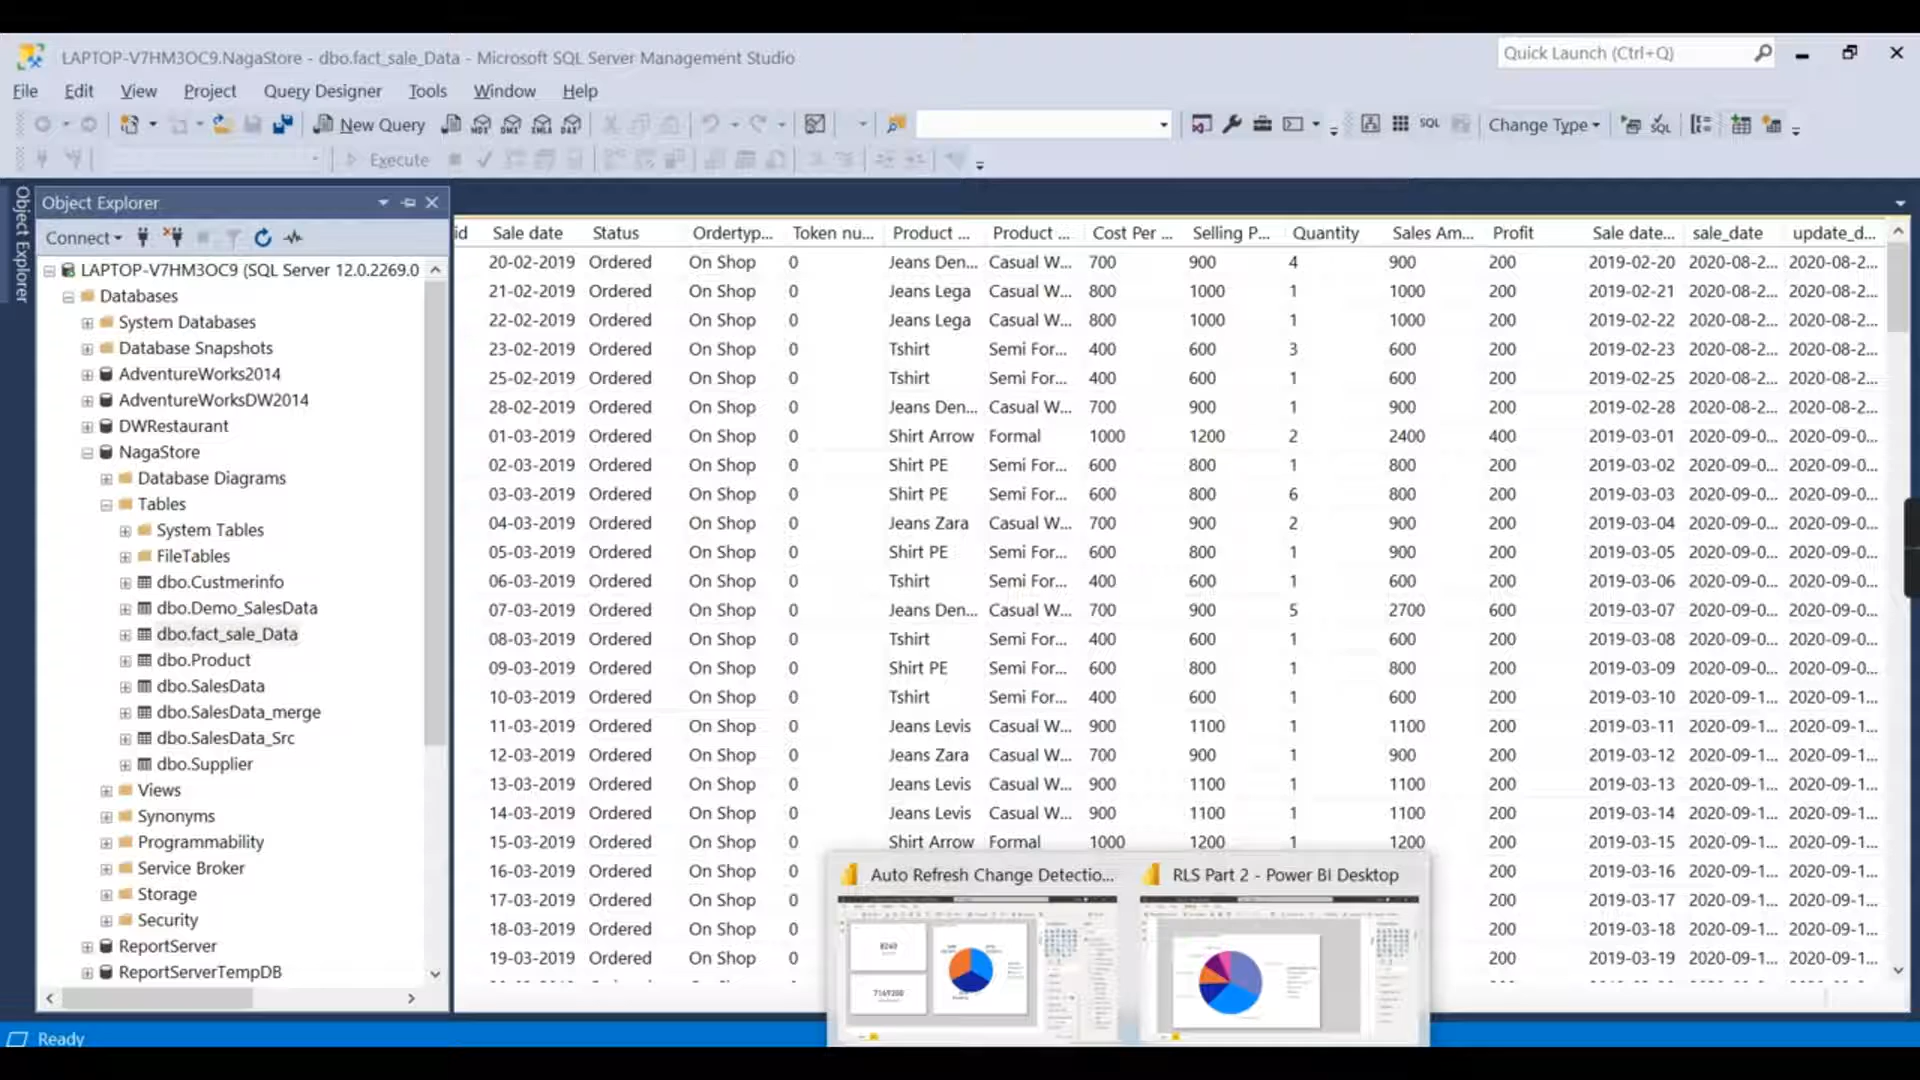 LAPTOP-V7HM3OC9.NagaStore - dbo.fact_sale_Data - Microsoft SQL Server Management Studio
Quick Launch (Ctrl+Q)
File Edit View Project Query Designer Tools Window Help
New Query
Change Type
Execute
Object Explorer
Object Explorer
Connect
LAPTOP-V7HM3OC9 (SQL Server 12.0.2269.0
Databases
System Databases
Database Snapshots
AdventureWorks2014
AdventureWorksDW2014
DWRestaurant
NagaStore
Database Diagrams
Tables
System Tables
FileTables
dbo.Custmerinfo
dbo.Demo_SalesData
dbo.fact_sale_Data
dbo.Product
dbo.SalesData
dbo.SalesData_merge
dbo.SalesData_Src
dbo.Supplier
Views
Synonyms
Programmability
Service Broker
Storage
Security
ReportServer
ReportServerTempDB
id Sale date Status Ordertyp... Token nu... Product ... Product ... Cost Per ... Selling P... Quantity Sales Am... Profit Sale date... sale_date update_d...
20-02-2019 Ordered On Shop 0 Jeans Den... Casual W... 700 900 4 900 200 2019-02-20 2020-08-2... 2020-08-2...
21-02-2019 Ordered On Shop 0 Jeans Lega Casual W... 800 1000 1 1000 200 2019-02-21 2020-08-2... 2020-08-2...
22-02-2019 Ordered On Shop 0 Jeans Lega Casual W... 800 1000 1 1000 200 2019-02-22 2020-08-2... 2020-08-2...
23-02-2019 Ordered On Shop 0 Tshirt Semi For... 400 600 3 600 200 2019-02-23 2020-08-2... 2020-08-2...
25-02-2019 Ordered On Shop 0 Tshirt Semi For... 400 600 1 600 200 2019-02-25 2020-08-2... 2020-08-2...
28-02-2019 Ordered On Shop 0 Jeans Den... Casual W... 700 900 1 900 200 2019-02-28 2020-08-2... 2020-08-2...
01-03-2019 Ordered On Shop 0 Shirt Arrow Formal 1000 1200 2 2400 400 2019-03-01 2020-09-0... 2020-09-0...
02-03-2019 Ordered On Shop 0 Shirt PE Semi For... 600 800 1 800 200 2019-03-02 2020-09-0... 2020-09-0...
03-03-2019 Ordered On Shop 0 Shirt PE Semi For... 600 800 6 800 200 2019-03-03 2020-09-0... 2020-09-0...
04-03-2019 Ordered On Shop 0 Jeans Zara Casual W... 700 900 2 900 200 2019-03-04 2020-09-0... 2020-09-0...
05-03-2019 Ordered On Shop 0 Shirt PE Semi For... 600 800 1 900 200 2019-03-05 2020-09-0... 2020-09-0...
06-03-2019 Ordered On Shop 0 Tshirt Semi For... 400 600 1 600 200 2019-03-06 2020-09-0... 2020-09-0...
07-03-2019 Ordered On Shop 0 Jeans Den... Casual W... 700 900 5 2700 600 2019-03-07 2020-09-0... 2020-09-0...
08-03-2019 Ordered On Shop 0 Tshirt Semi For... 400 600 1 600 200 2019-03-08 2020-09-0... 2020-09-0...
09-03-2019 Ordered On Shop 0 Shirt PE Semi For... 600 800 1 800 200 2019-03-09 2020-09-0... 2020-09-0...
10-03-2019 Ordered On Shop 0 Tshirt Semi For... 400 600 1 600 200 2019-03-10 2020-09-1... 2020-09-1...
11-03-2019 Ordered On Shop 0 Jeans Levis Casual W... 900 1100 1 1100 200 2019-03-11 2020-09-1... 2020-09-1...
12-03-2019 Ordered On Shop 0 Jeans Zara Casual W... 700 900 1 900 200 2019-03-12 2020-09-1... 2020-09-1...
13-03-2019 Ordered On Shop 0 Jeans Levis Casual W... 900 1100 1 1100 200 2019-03-13 2020-09-1... 2020-09-1...
14-03-2019 Ordered On Shop 0 Jeans Levis Casual W... 900 1100 1 1100 200 2019-03-14 2020-09-1... 2020-09-1...
15-03-2019 Ordered On Shop 0 Shirt Arrow Formal 1000 1200 1 1200 200 2019-03-15 2020-09-1... 2020-09-1...
16-03-2019 Ordered On Shop 0 200 2019-03-16 2020-09-1... 2020-09-1...
17-03-2019 Ordered On Shop 0 200 2019-03-17 2020-09-1... 2020-09-1...
18-03-2019 Ordered On Shop 0 200 2019-03-18 2020-09-1... 2020-09-1...
19-03-2019 Ordered On Shop 0 200 2019-03-19 2020-09-1... 2020-09-1...
Auto Refresh Change Detectio...
RLS Part 2 - Power BI Desktop
8240
7169200
Ready